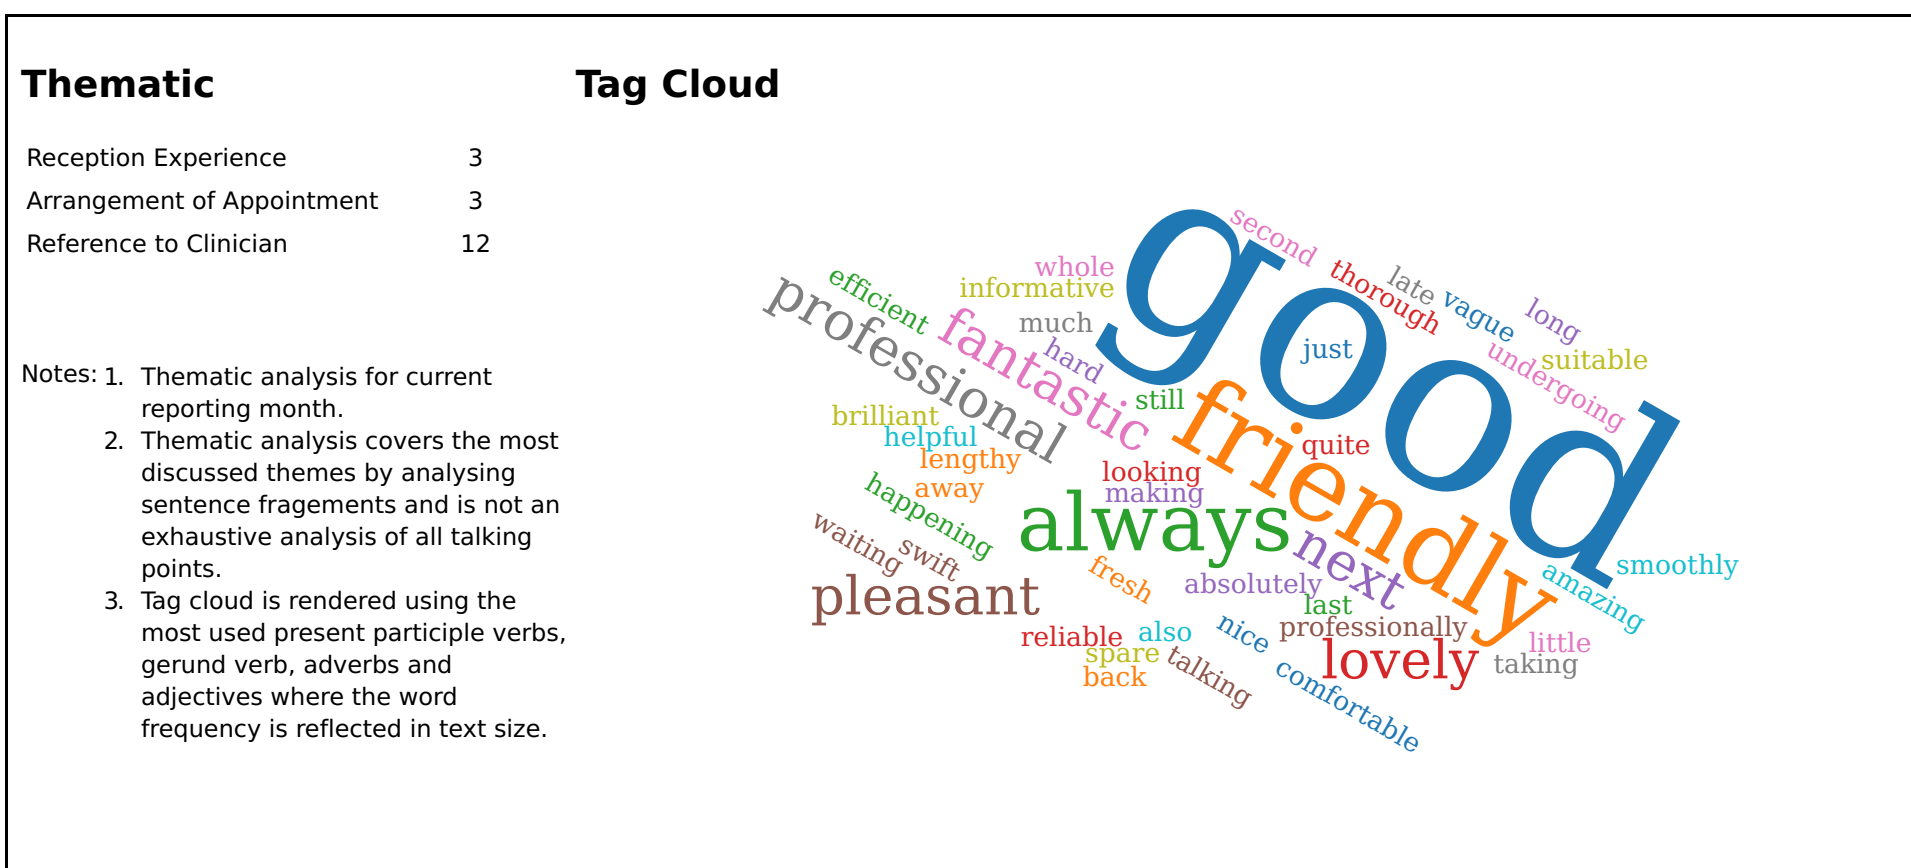 Thematic
Tag Cloud
Reception Experience 3
Arrangement of Appointment 3
Reference to Clinician 12
Notes: 1. Thematic analysis for current
reporting month.
2. Thematic analysis covers the most
discussed themes by analysing
sentence fragements and is not an
exhaustive analysis of all talking
points.
3. Tag cloud is rendered using the
most used present participle verbs,
gerund verb, adverbs and
adjectives where the word
frequency is reflected in text size.
good
second
whole
thorough
late
efficient
informative
vague
long
professional
fantastic
much
just
hard
undergoing
suitable
still
friendly
brilliant
helpful
quite
lengthy
looking
away
making
happening
always
waiting
swift
next
smoothly
fresh
absolutely
amazing
pleasant
last
professionally
reliable
also
nice
little
spare
lovely
taking
back
talking
comfortable